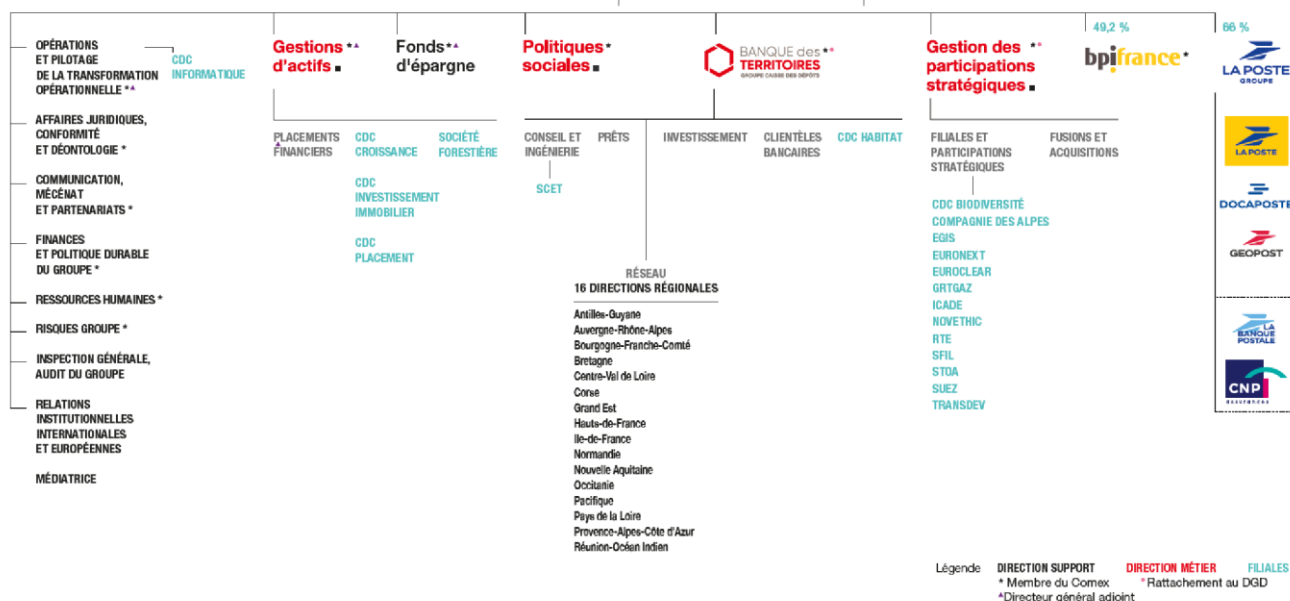 OPÉRATIONS
ET PILOTAGE
DE LA TRANSFORMATION
OPÉRATIONNELLE *▲
CDC
INFORMATIQUE
AFFAIRES JURIDIQUES,
CONFORMITÉ
ET DÉONTOLOGIE *
COMMUNICATION,
MÉCÉNAT
ET PARTENARIATS *
FINANCES
ET POLITIQUE DURABLE
DU GROUPE *
RESSOURCES HUMAINES *
RISQUES GROUPE *
INSPECTION GÉNÉRALE,
AUDIT DU GROUPE
RELATIONS
INSTITUTIONNELLES
INTERNATIONALES
ET EUROPÉENNES
MÉDIATRICE
Gestions *▲
d'actifs ■
PLACEMENTS
▲
FINANCIERS
CDC
CROISSANCE
CDC
INVESTISSEMENT
IMMOBILIER
CDC
PLACEMENT
SOCIÉTÉ
FORESTIÈRE
Fonds *▲
d'épargne
Politiques *
sociales ■
BANQUE des **
TERRITOIRES
GROUPE CAISSE DES DÉPÔTS
CONSEIL ET
INGÉNIERIE
SCET
PRÊTS
INVESTISSEMENT
CLIENTÈLES
BANCAIRES
CDC HABITAT
RÉSEAU
16 DIRECTIONS RÉGIONALES
Antilles-Guyane
Auvergne-Rhône-Alpes
Bourgogne-Franche-Comté
Bretagne
Centre-Val de Loire
Corse
Grand Est
Hauts-de-France
Ile-de-France
Normandie
Nouvelle Aquitaine
Occitanie
Pacifique
Pays de la Loire
Provence-Alpes-Côte d'Azur
Réunion-Océan Indien
Gestion des **
participations
stratégiques ■
FILIALES ET
PARTICIPATIONS
STRATÉGIQUES
CDC BIODIVERSITÉ
COMPAGNIE DES ALPES
EGIS
EURONEXT
EUROCLEAR
GRTGAZ
ICADE
NOVETHIC
RTE
SFIL
STOA
SUEZ
TRANSDEV
FUSIONS ET
ACQUISITIONS
49,2 %
bpifrance *
66 %
LA POSTE
GROUPE
LA POSTE
DOCAPOSTE
GEOPOST
LA
BANQUE
POSTALE
CNP
assurances
Légende DIRECTION SUPPORT DIRECTION MÉTIER FILIALES
* Membre du Comex * Rattachement au DGD
▲Directeur général adjoint